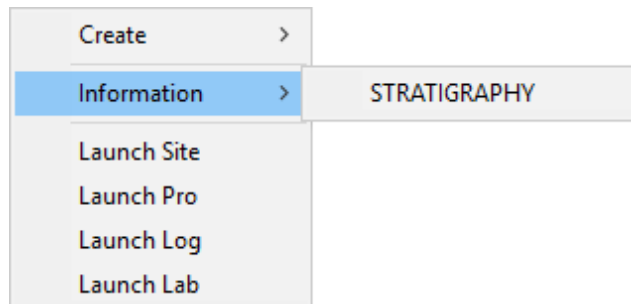 Create
Information
STRATIGRAPHY
Launch Site
Launch Pro
Launch Log
Launch Lab